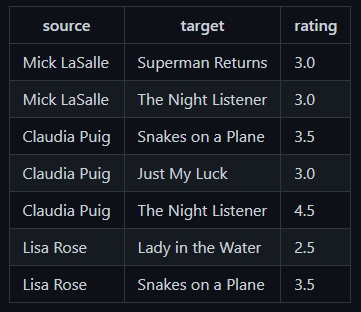 source target rating
Mick LaSalle Superman Returns 3.0
Mick LaSalle The Night Listener 3.0
Claudia Puig Snakes on a Plane 3.5
Claudia Puig Just My Luck 3.0
Claudia Puig The Night Listener 4.5
Lisa Rose Lady in the Water 2.5
Lisa Rose Snakes on a Plane 3.5